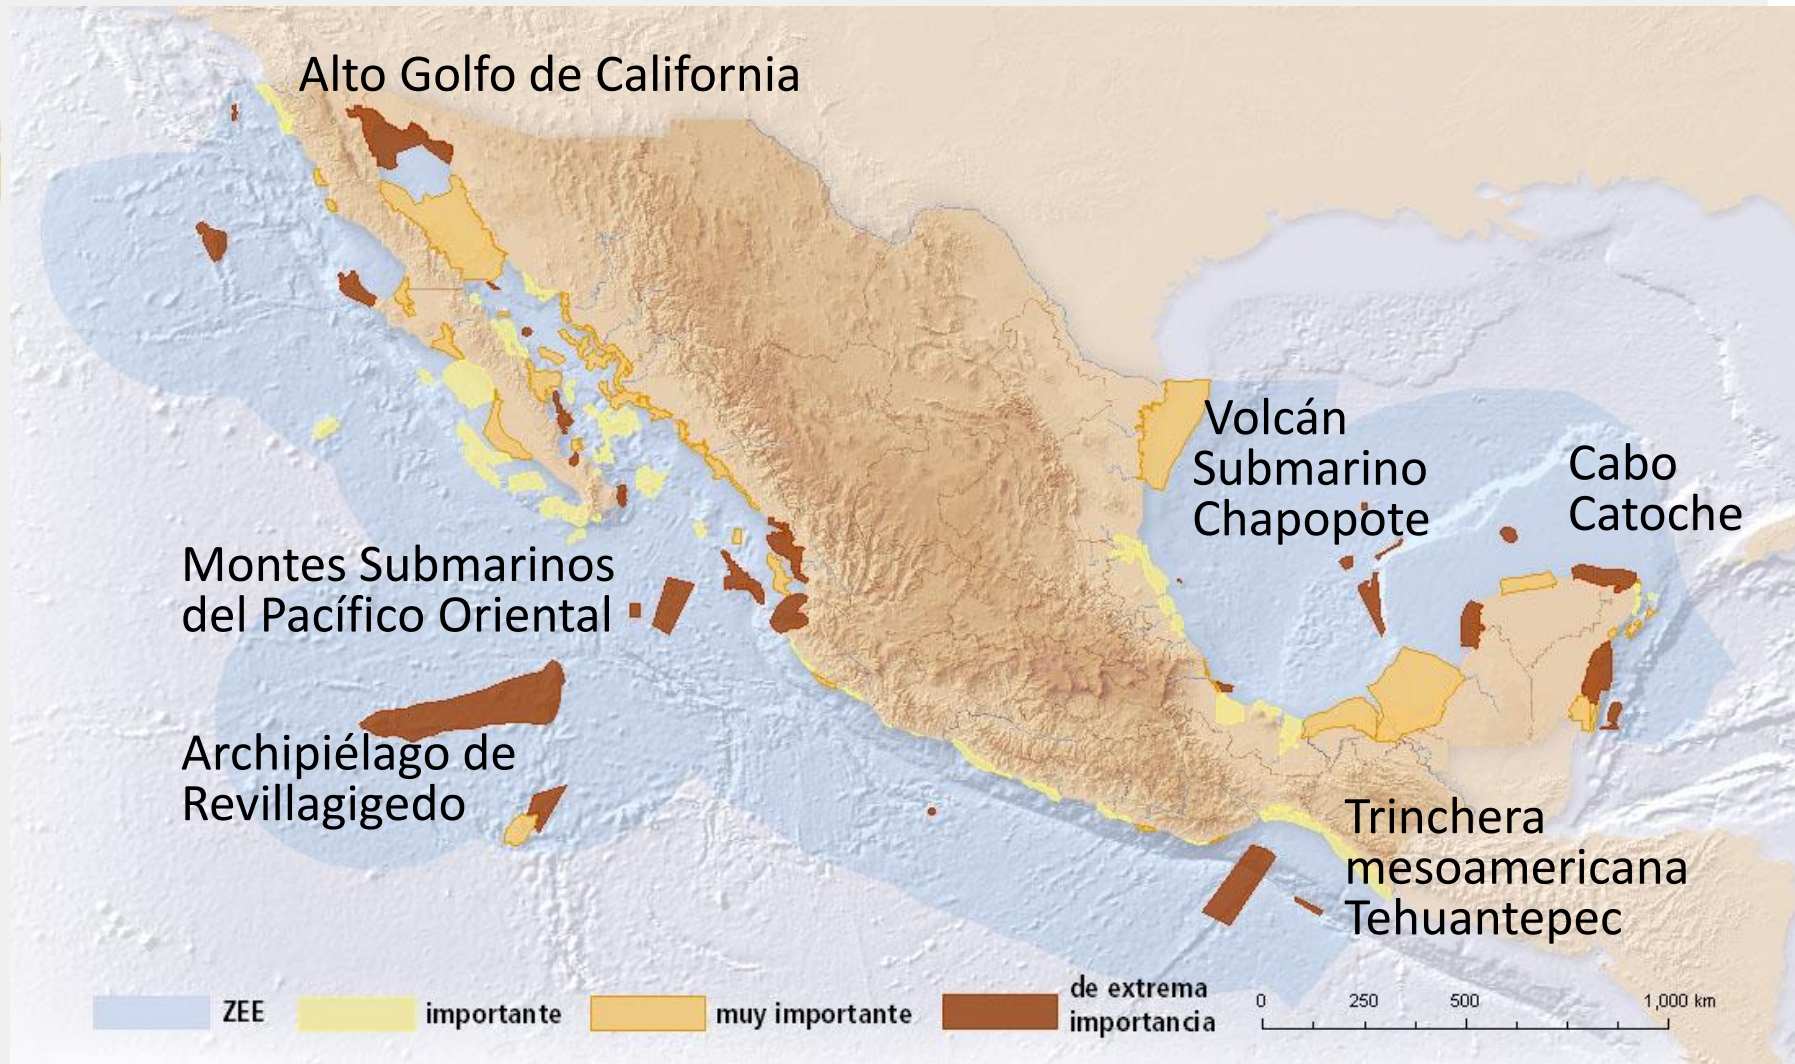 Alto Golfo de California
Volcán
Submarino
Chapopote
Cabo
Catoche
Montes Submarinos
del Pacífico Oriental
Archipiélago de
Revillagigedo
Trinchera
mesoamericana
Tehuantepec
ZEE
importante
muy importante
de extrema
importancia
0 250 500 1,000 km